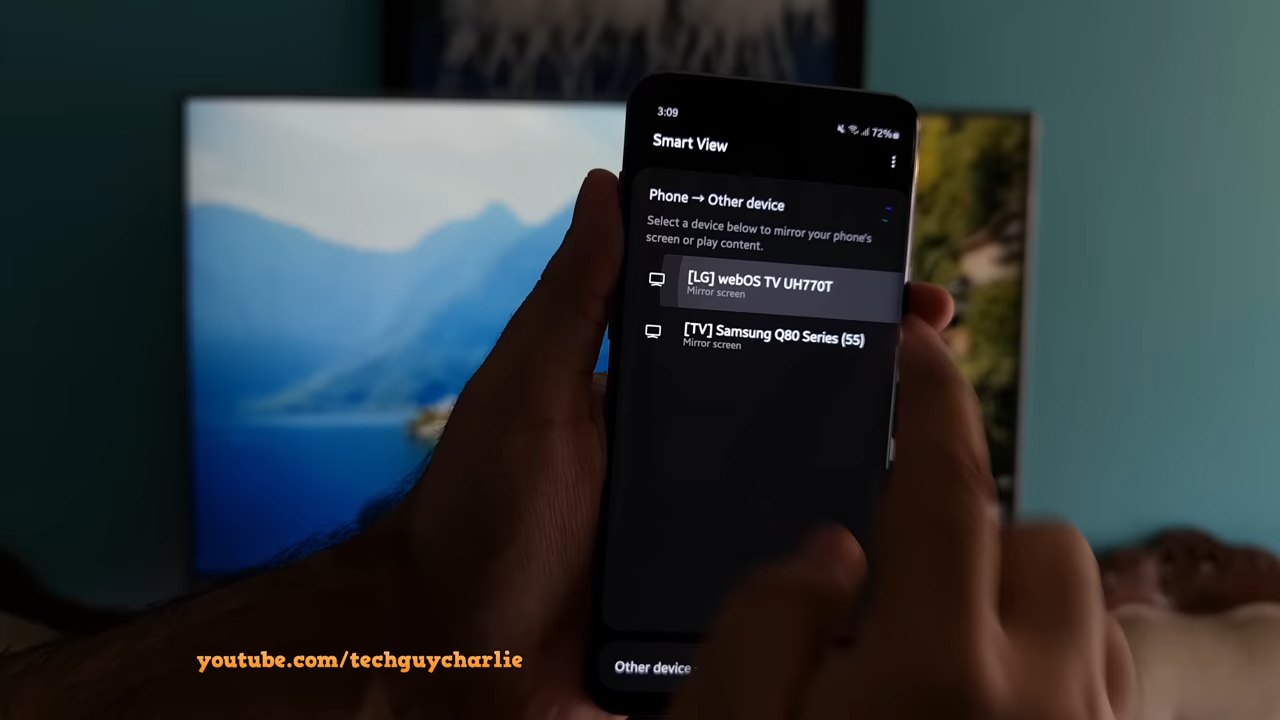 3:09
72%
Smart View
Phone → Other device
Select a device below to mirror your phone's
screen or play content.
[LG] webOS TV UH770T
Mirror screen
[TV] Samsung Q80 Series (55)
Mirror screen
Other device
youtube.com/techguycharlie